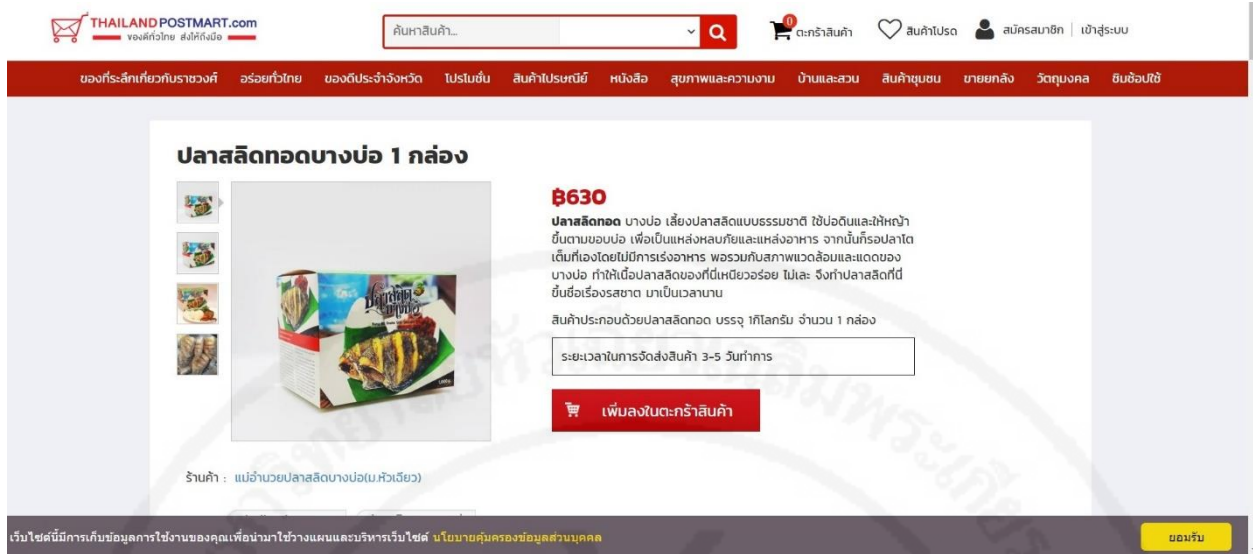 THAILAND POSTMART.com
ของดีทั่วไทย ส่งให้ถึงมือ
ค้นหาสินค้า...
0
ตะกร้าสินค้า
สินค้าโปรด
สมัครสมาชิก | เข้าสู่ระบบ
ของที่ระลึกเกี่ยวกับราชวงศ์ อร่อยทั่วไทย ของดีประจำจังหวัด โปรโมชั่น สินค้าไปรษณีย์ หนังสือ สุขภาพและความงาม บ้านและสวน สินค้าชุมชน ขายยกลัง วัตถุมงคล ชิมช้อปใช้
ปลาสลิดทอดบางบ่อ 1 กล่อง
ปลาสลิด
บางบ่อ
฿630
ปลาสลิดทอด บางบ่อ เลี้ยงปลาสลิดแบบธรรมชาติ ใช้บ่อดินและให้หญ้า
ขึ้นตามขอบบ่อ เพื่อเป็นแหล่งหลบภัยและแหล่งอาหาร จากนั้นก็รอปลาโต
เต็มที่เองโดยไม่มีการเร่งอาหาร พอรวมกับสภาพแวดล้อมและแดดของ
บางบ่อ ทำให้เนื้อปลาสลิดของที่นี่เหนียวอร่อย ไม่เละ จึงทำปลาสลิดที่นี่
ขึ้นชื่อเรื่องรสชาต มาเป็นเวลานาน
สินค้าประกอบด้วยปลาสลิดทอด บรรจุ 1กิโลกรัม จำนวน 1 กล่อง
ระยะเวลาในการจัดส่งสินค้า 3-5 วันทำการ
เพิ่มลงในตะกร้าสินค้า
ร้านค้า : แม่อำนวยปลาสลิดบางบ่อ(ม.หัวเฉียว)
เว็บไซต์นี้มีการเก็บข้อมูลการใช้งานของคุณเพื่อนำมาใช้วางแผนและบริหารเว็บไซต์ นโยบายคุ้มครองข้อมูลส่วนบุคคล
ยอมรับ